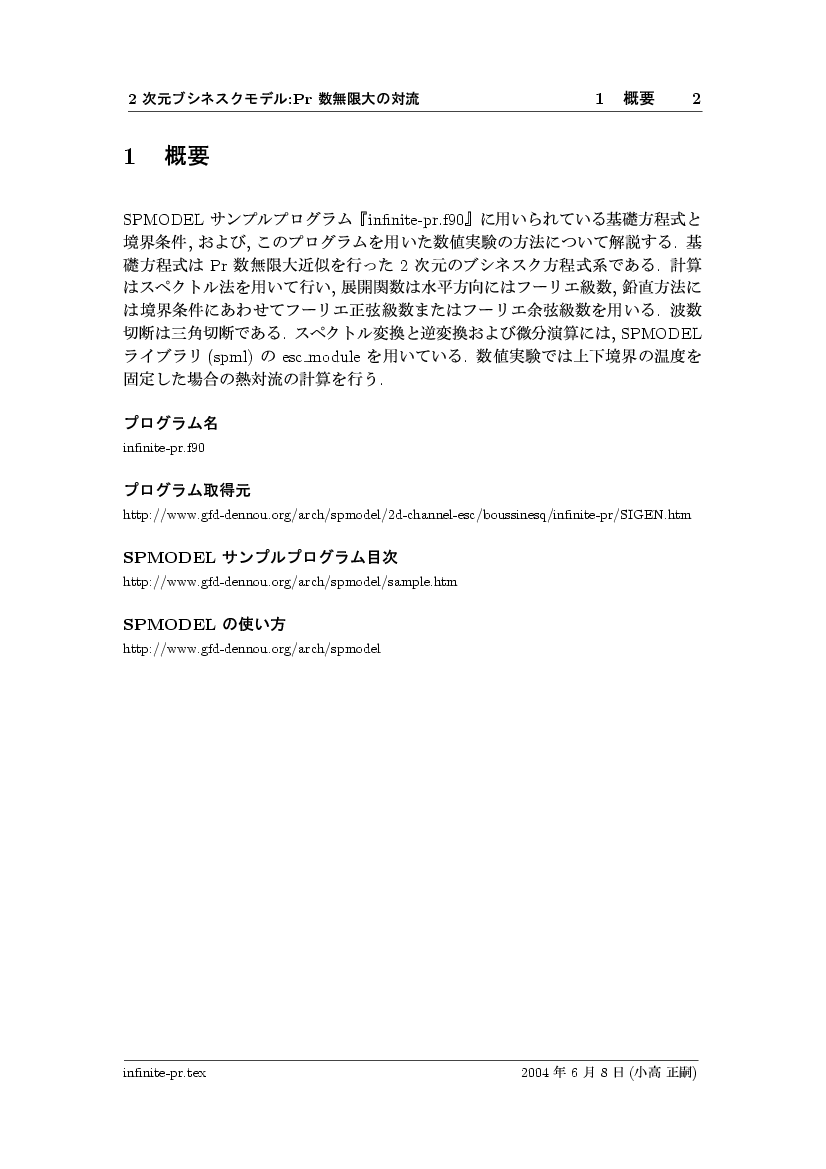 2 次元ブシネスクモデル:Pr 数無限大の対流 1 概要 2
1 概要
SPMODEL サンプルプログラム『infinite-pr.f90』に用いられている基礎方程式と
境界条件, および, このプログラムを用いた数値実験の方法について解説する. 基
礎方程式は Pr 数無限大近似を行った 2 次元のブシネスク方程式系である. 計算
はスペクトル法を用いて行い, 展開関数は水平方向にはフーリエ級数, 鉛直方法に
は境界条件にあわせてフーリエ正弦級数またはフーリエ余弦級数を用いる. 波数
切断は三角切断である. スペクトル変換と逆変換および微分演算には, SPMODEL
ライブラリ (spml) の esc_module を用いている. 数値実験では上下境界の温度を
固定した場合の熱対流の計算を行う.
プログラム名
infinite-pr.f90
プログラム取得元
http://www.gfd-dennou.org/arch/spmodel/2d-channel-esc/boussinesq/infinite-pr/SIGEN.htm
SPMODEL サンプルプログラム目次
http://www.gfd-dennou.org/arch/spmodel/sample.htm
SPMODEL の使い方
http://www.gfd-dennou.org/arch/spmodel
infinite-pr.tex 2004 年 6 月 8 日 (小高 正嗣)